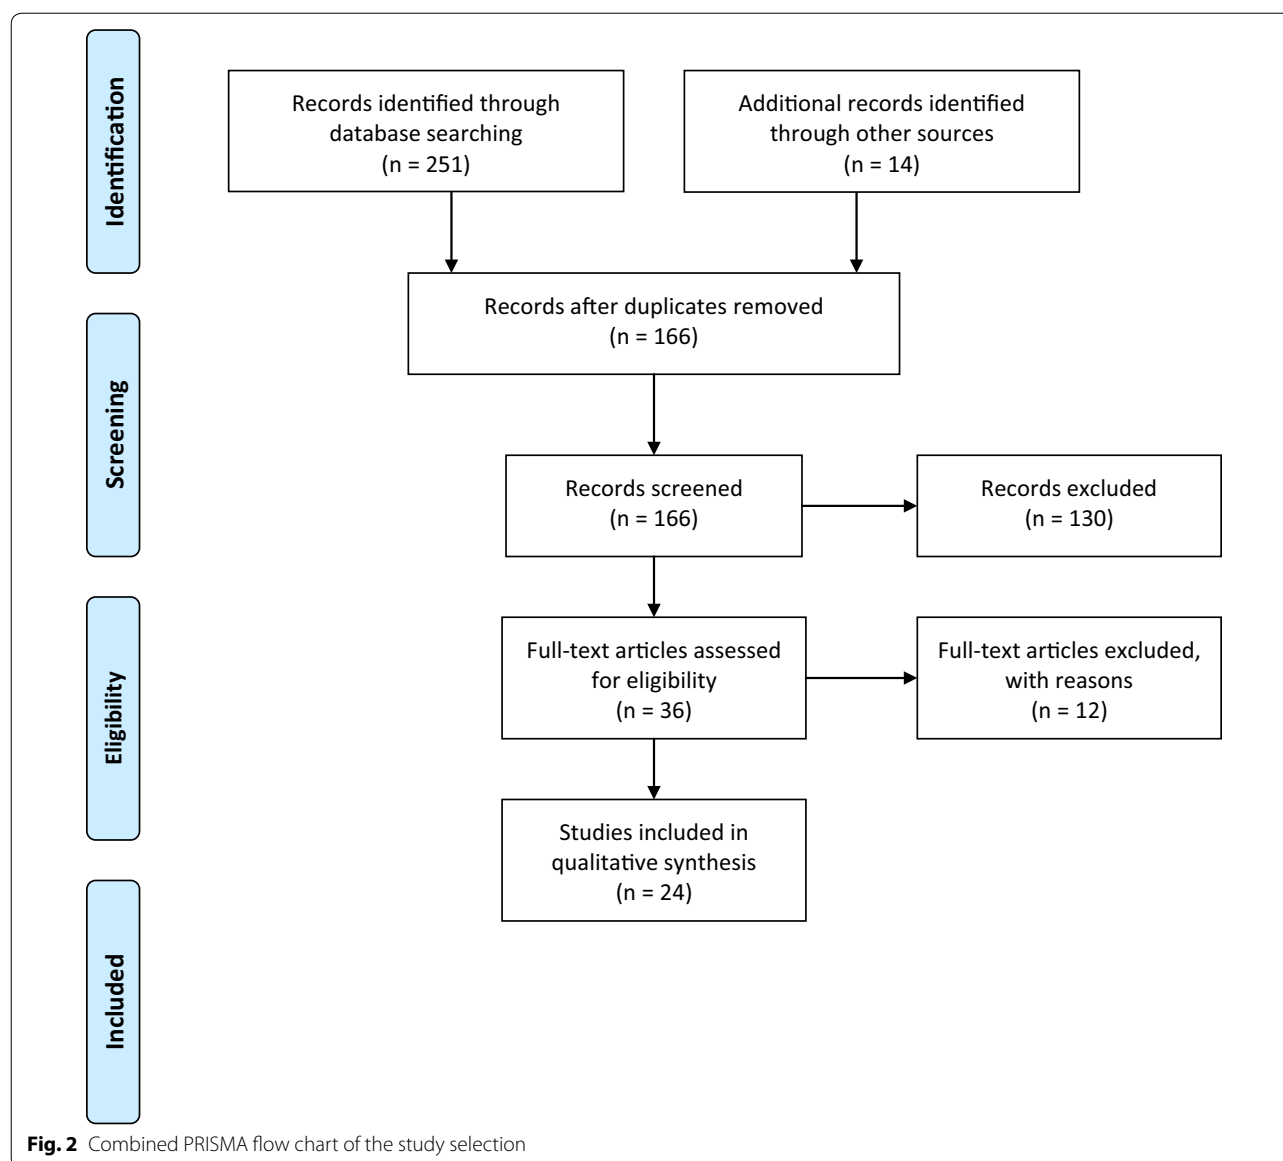 Identification
Records identified through
database searching
(n = 251)
Additional records identified
through other sources
(n = 14)
Records after duplicates removed
(n = 166)
Screening
Records screened
(n = 166)
Records excluded
(n = 130)
Eligibility
Full-text articles assessed
for eligibility
(n = 36)
Full-text articles excluded,
with reasons
(n = 12)
Studies included in
qualitative synthesis
(n = 24)
Included
Fig. 2 Combined PRISMA flow chart of the study selection